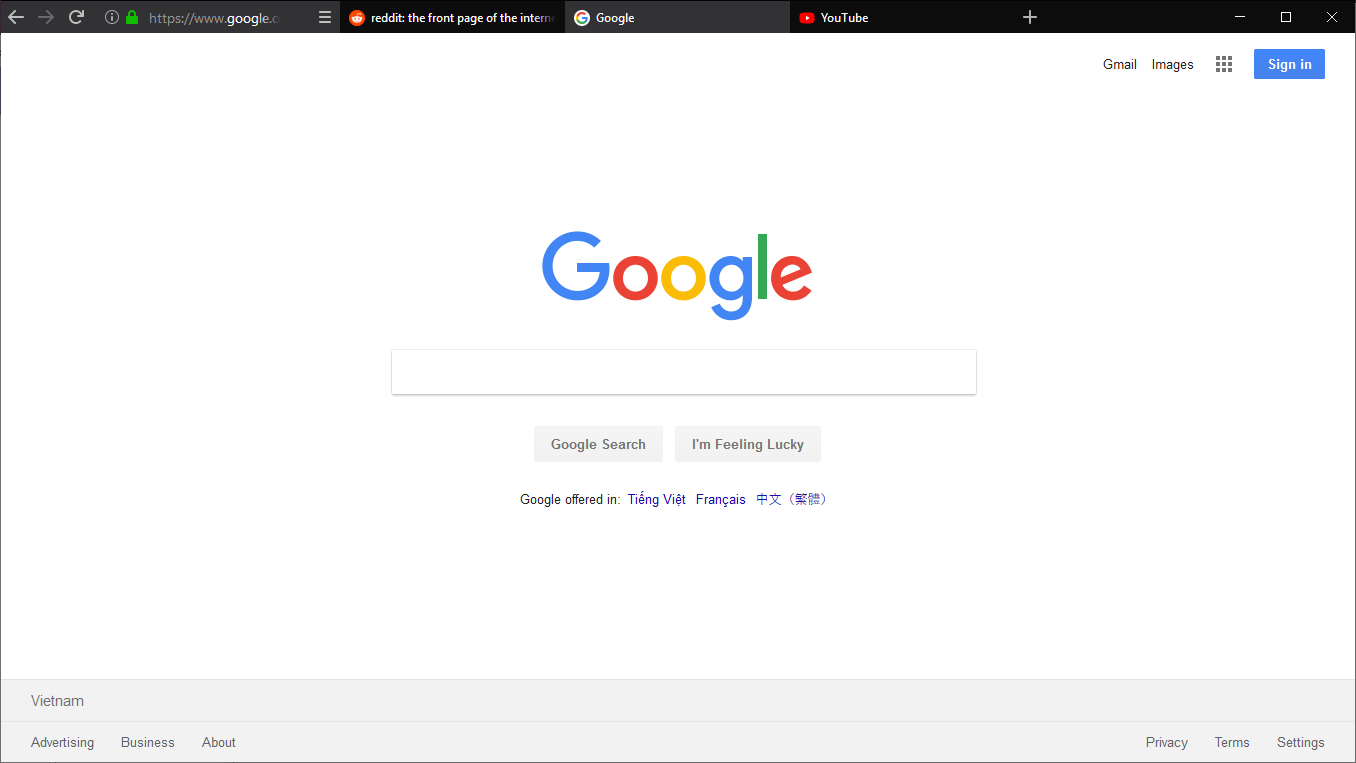 https://www.google.c
reddit: the front page of the intern
Google
YouTube
Gmail Images Sign in
Google
Google Search I'm Feeling Lucky
Google offered in: Tiếng Việt Français 中文（繁體）
Vietnam
Advertising Business About Privacy Terms Settings